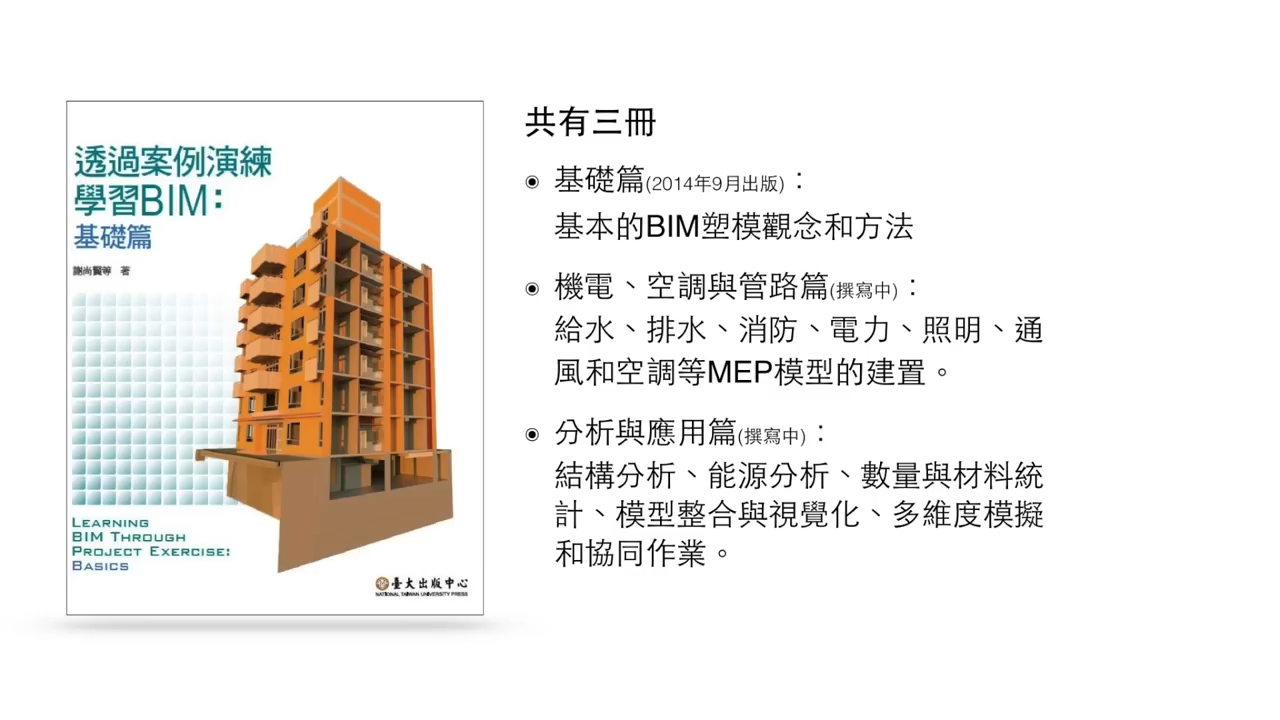 透過案例演練
學習BIM：
基礎篇
謝尚賢等 著
LEARNING
BIM THROUGH
PROJECT EXERCISE:
BASICS
臺大出版中心
NATIONAL TAIWAN UNIVERSITY PRESS
共有三冊
◉ 基礎篇(2014年9月出版)：
基本的BIM塑模觀念和方法
◉ 機電、空調與管路篇(撰寫中)：
給水、排水、消防、電力、照明、通
風和空調等MEP模型的建置。
◉ 分析與應用篇(撰寫中)：
結構分析、能源分析、數量與材料統
計、模型整合與視覺化、多維度模擬
和協同作業。